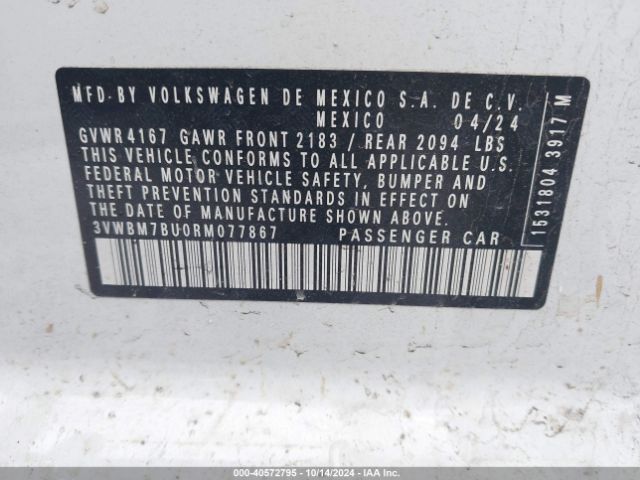 MFD.BY VOLKSWAGEN DE MEXICO S.A. DE C.V.
MEXICO 04/24
GVWR4167 GAWR FRONT 2183 / REAR 2094 LBS
THIS VEHICLE CONFORMS TO ALL APPLICABLE U.S.
FEDERAL MOTOR VEHICLE SAFETY, BUMPER AND
THEFT PREVENTION STANDARDS IN EFFECT ON
THE DATE OF MANUFACTURE SHOWN ABOVE
3VWBM7BU0RM077867 PASSENGER CAR
1531804 3917 M
000-40572795 | 10/14/2024 | IAA Inc.